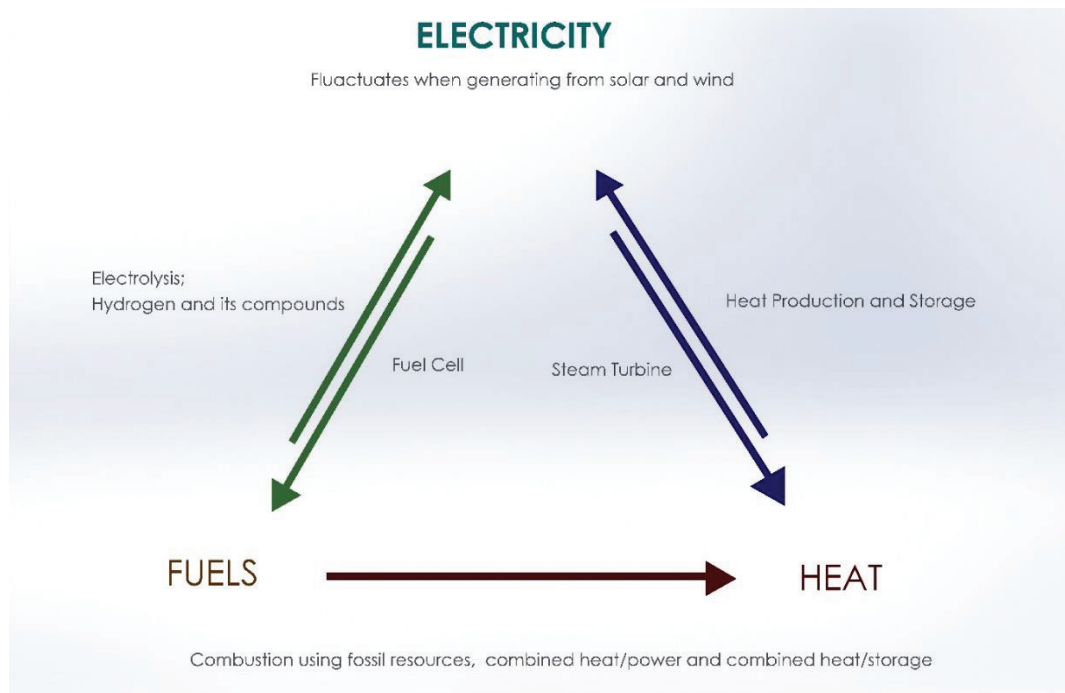 ELECTRICITY
Fluactuates when generating from solar and wind
Electrolysis;
Hydrogen and its compounds
Heat Production and Storage
Fuel Cell
Steam Turbine
FUELS
HEAT
Combustion using fossil resources, combined heat/power and combined heat/storage